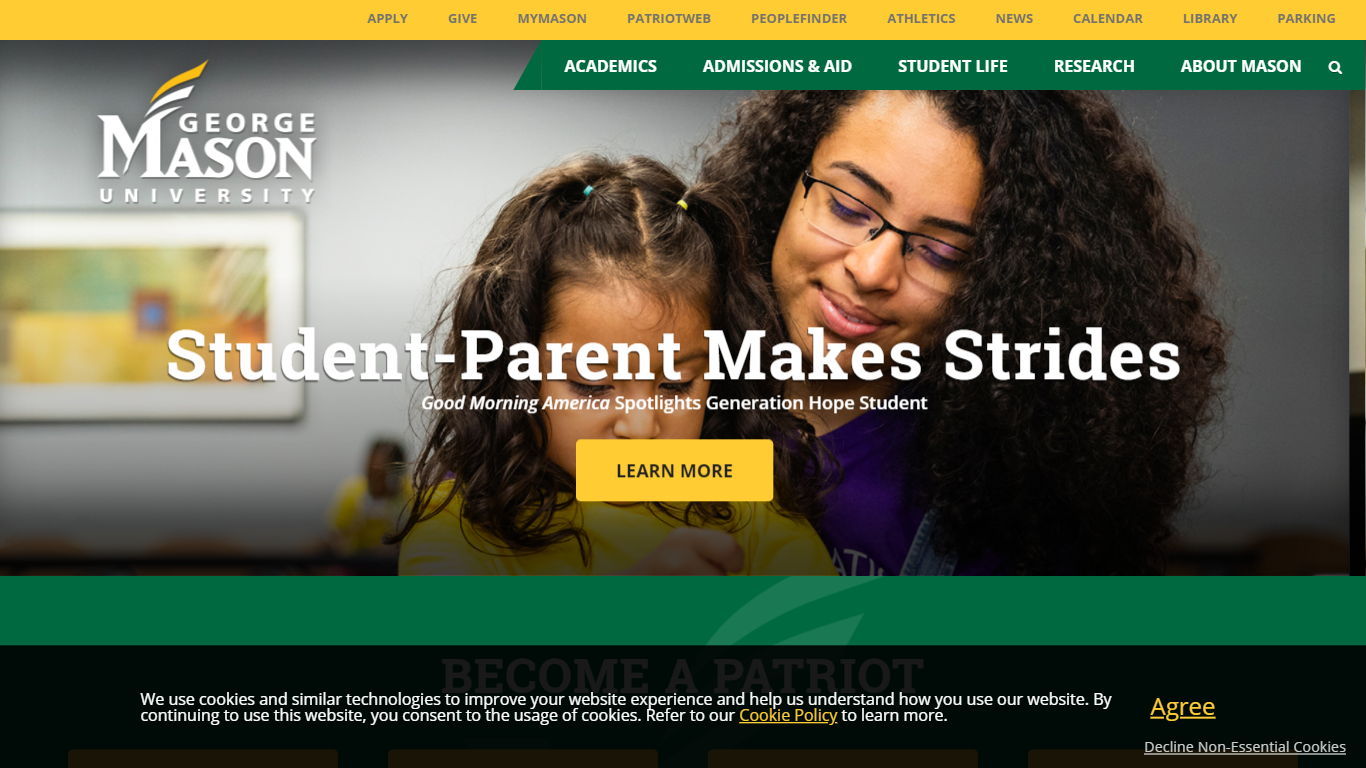 APPLY GIVE MYMASON PATRIOTWEB PEOPLEFINDER ATHLETICS NEWS CALENDAR LIBRARY PARKING
ACADEMICS ADMISSIONS & AID STUDENT LIFE RESEARCH ABOUT MASON
GEORGE
MASON
UNIVERSITY
Student-Parent Makes Strides
Good Morning America Spotlights Generation Hope Student
LEARN MORE
BECOME A PATRIOT
We use cookies and similar technologies to improve your website experience and help us understand how you use our website. By
continuing to use this website, you consent to the usage of cookies. Refer to our Cookie Policy to learn more.
Agree
Decline Non-Essential Cookies